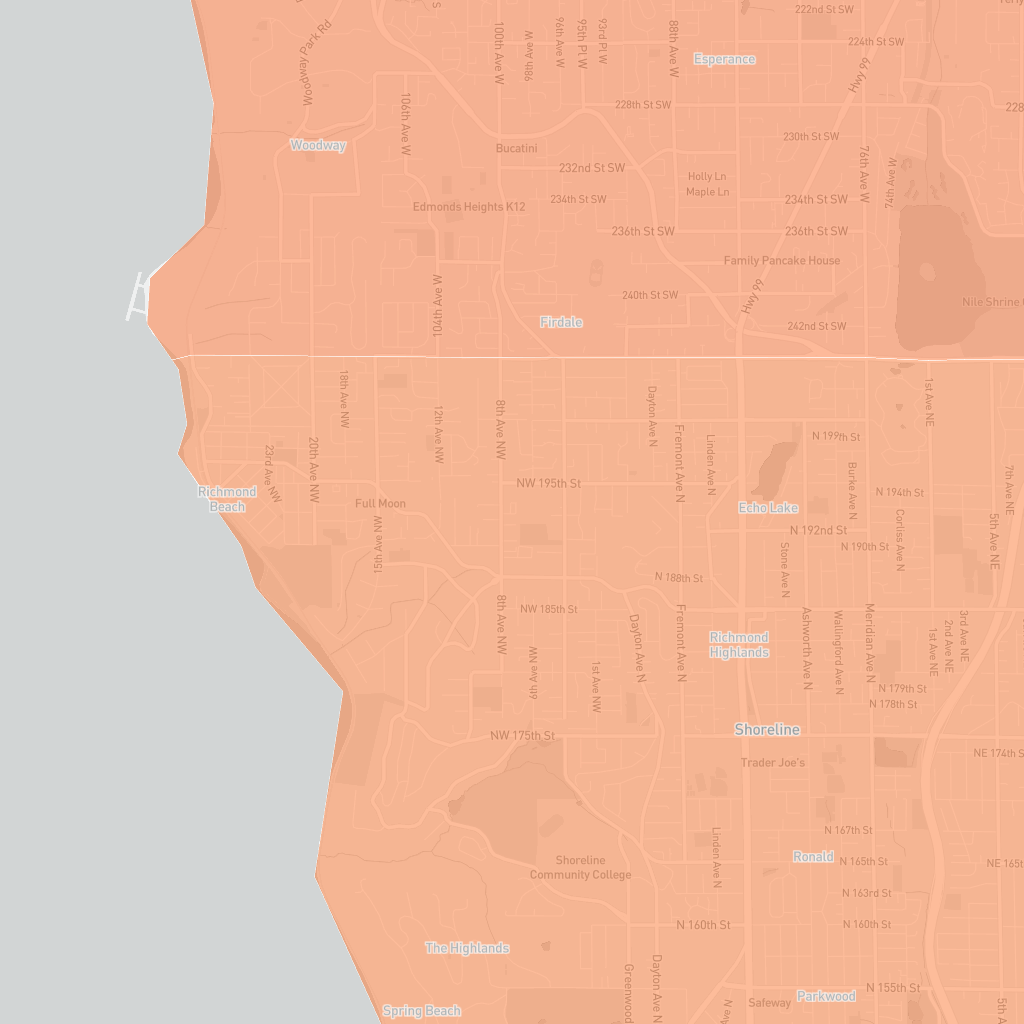 222nd St SW
Woodway Park Rd
100th Ave W
98th Ave W
96th Ave W
95th Pl W
93rd Pl W
88th Ave W
224th St SW
Esperance
Hwy 99
106th Ave W
228th St SW
228
Woodway
Bucatini
230th St SW
232nd St SW
76th Ave W
74th Ave W
Holly Ln
Maple Ln
234th St SW
234th St SW
Edmonds Heights K12
236th St SW
236th St SW
Family Pancake House
104th Ave W
240th St SW
Hwy 99
Nile Shrine
Firdale
242nd St SW
18th Ave NW
12th Ave NW
8th Ave NW
Dayton Ave N
Fremont Ave N
Linden Ave N
1st Ave NE
N 199th St
23rd Ave NW
20th Ave NW
NW 195th St
Burke Ave N
N 194th St
7th Ave NE
Richmond
Beach
Full Moon
Echo Lake
15th Ave NW
N 192nd St
Corliss Ave N
5th Ave NE
Stone Ave N
N 190th St
N 188th St
8th Ave NW
NW 185th St
Dayton Ave N
Fremont Ave N
Richmond
Highlands
Ashworth Ave N
Wallingford Ave N
Meridian Ave N
1st Ave NE
2nd Ave NE
3rd Ave NE
6th Ave NW
1st Ave NW
N 179th St
N 178th St
NW 175th St
Shoreline
NE 174th St
Trader Joe's
Linden Ave N
N 167th St
Ronald
N 165th St
NE 165th
Shoreline
Community College
N 163rd St
N 160th St
N 160th St
The Highlands
Greenwood
Dayton Ave N
N 155th St
Parkwood
Safeway
Ave N
5th A
Spring Beach